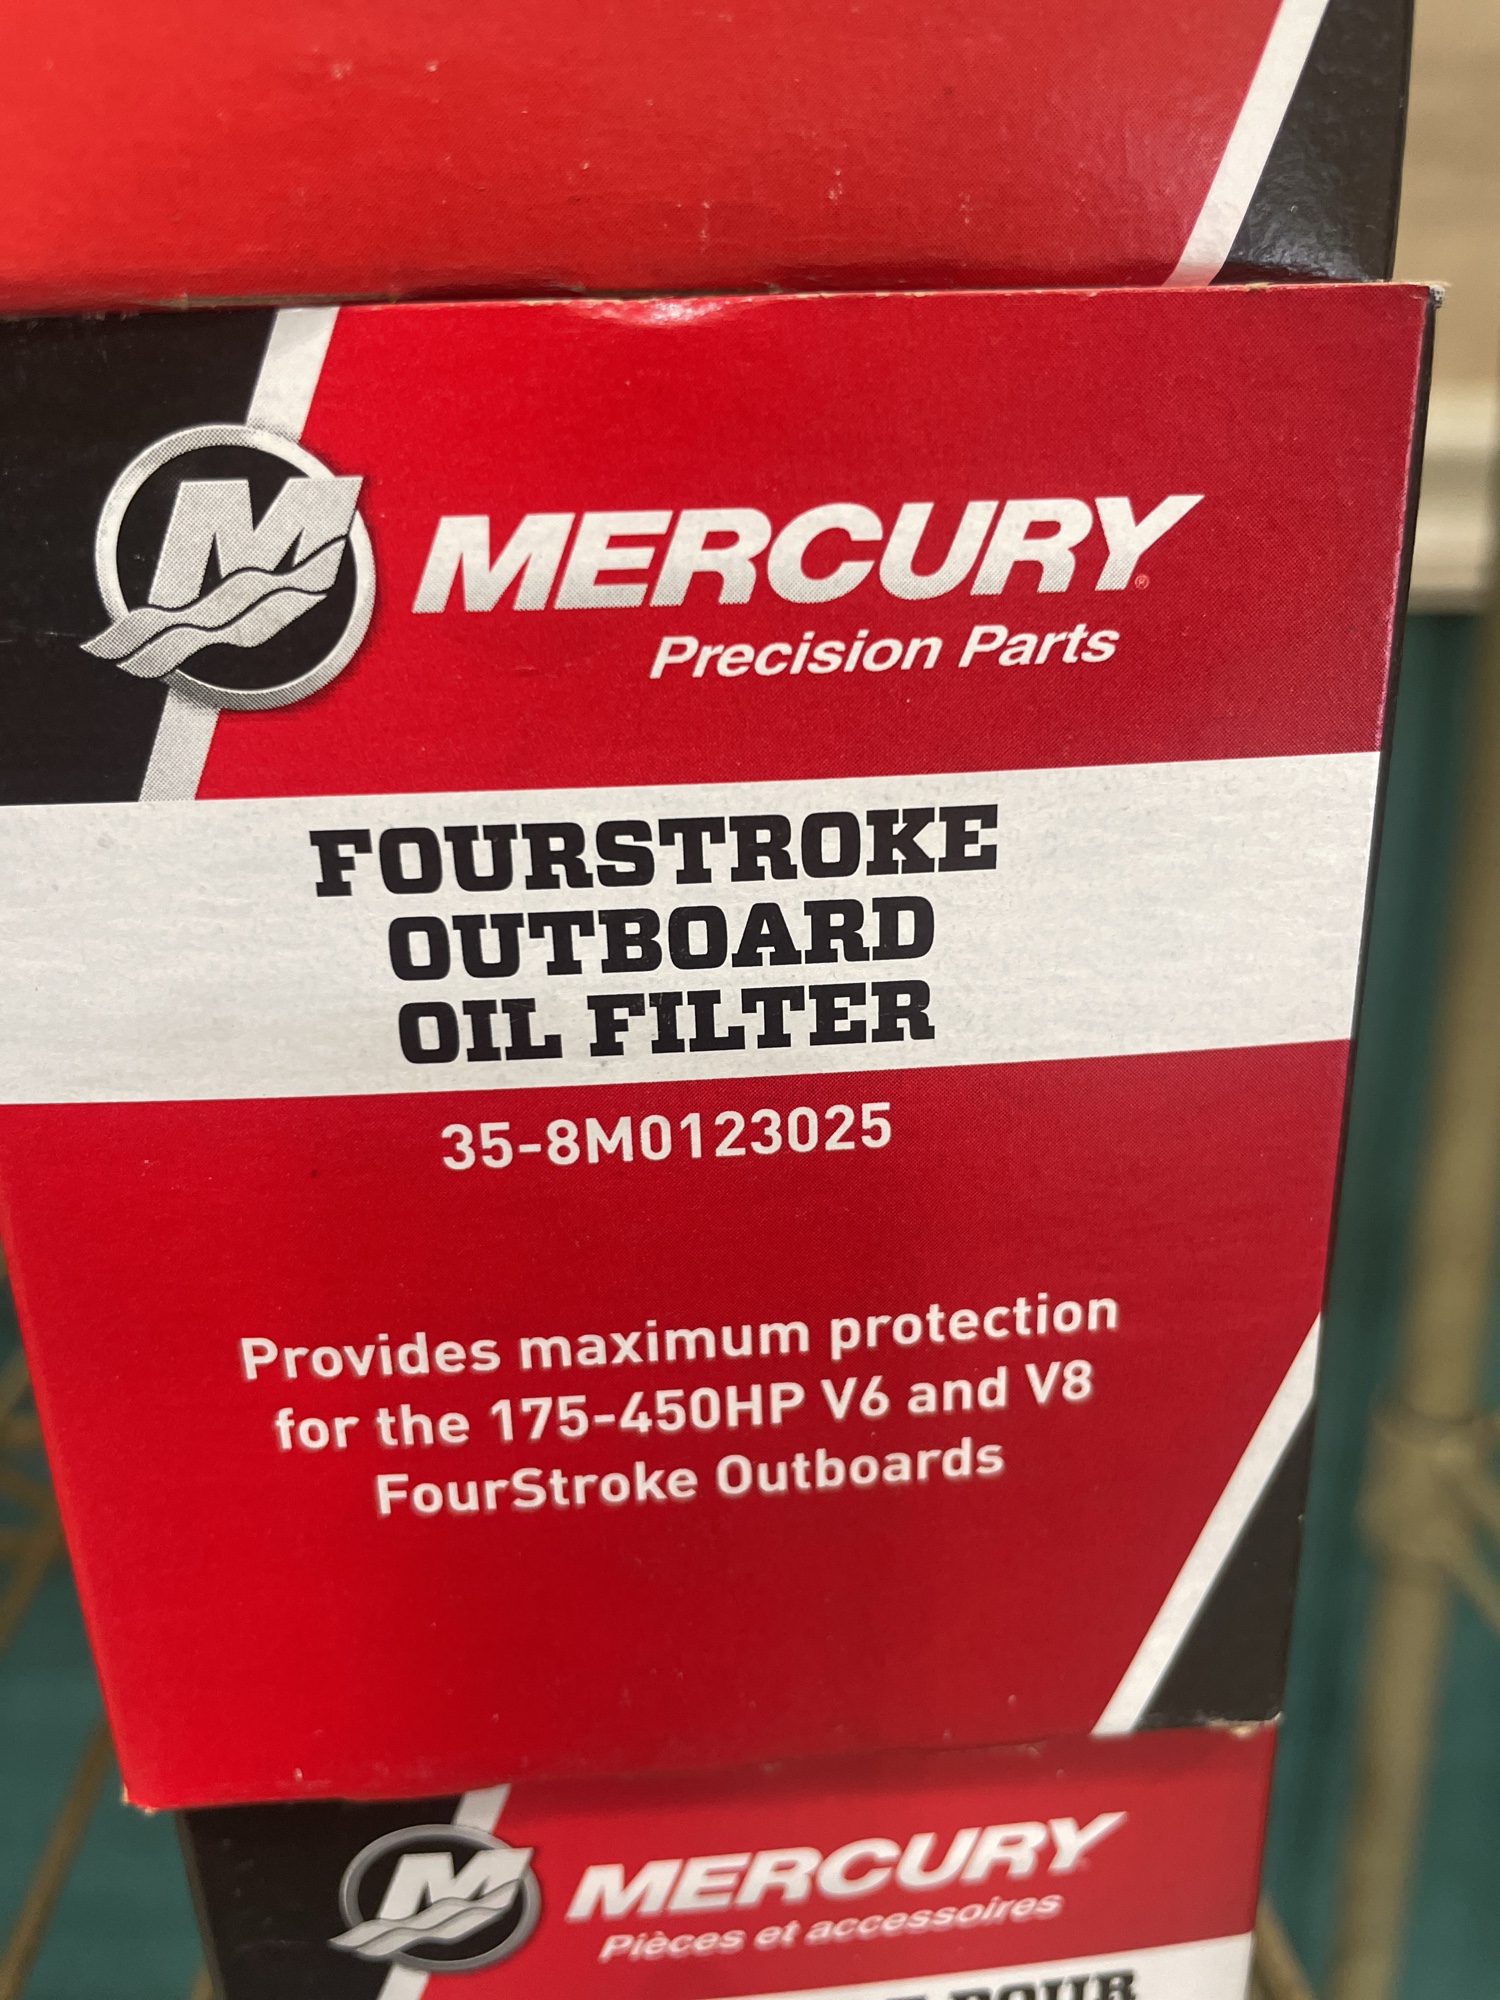 M
MERCURY®
Precision Parts
FOURSTROKE
OUTBOARD
OIL FILTER
35-8M0123025
Provides maximum protection
for the 175-450HP V6 and V8
FourStroke Outboards
M
MERCURY
Pièces et accessoires
POUR